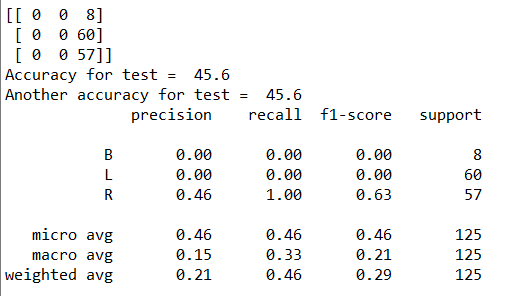 [[ 0  0  8]
 [ 0  0 60]
 [ 0  0 57]]
Accuracy for test =  45.6
Another accuracy for test =  45.6
             precision    recall  f1-score   support

          B       0.00      0.00      0.00         8
          L       0.00      0.00      0.00        60
          R       0.46      1.00      0.63        57

   micro avg       0.46      0.46      0.46       125
   macro avg       0.15      0.33      0.21       125
weighted avg       0.21      0.46      0.29       125